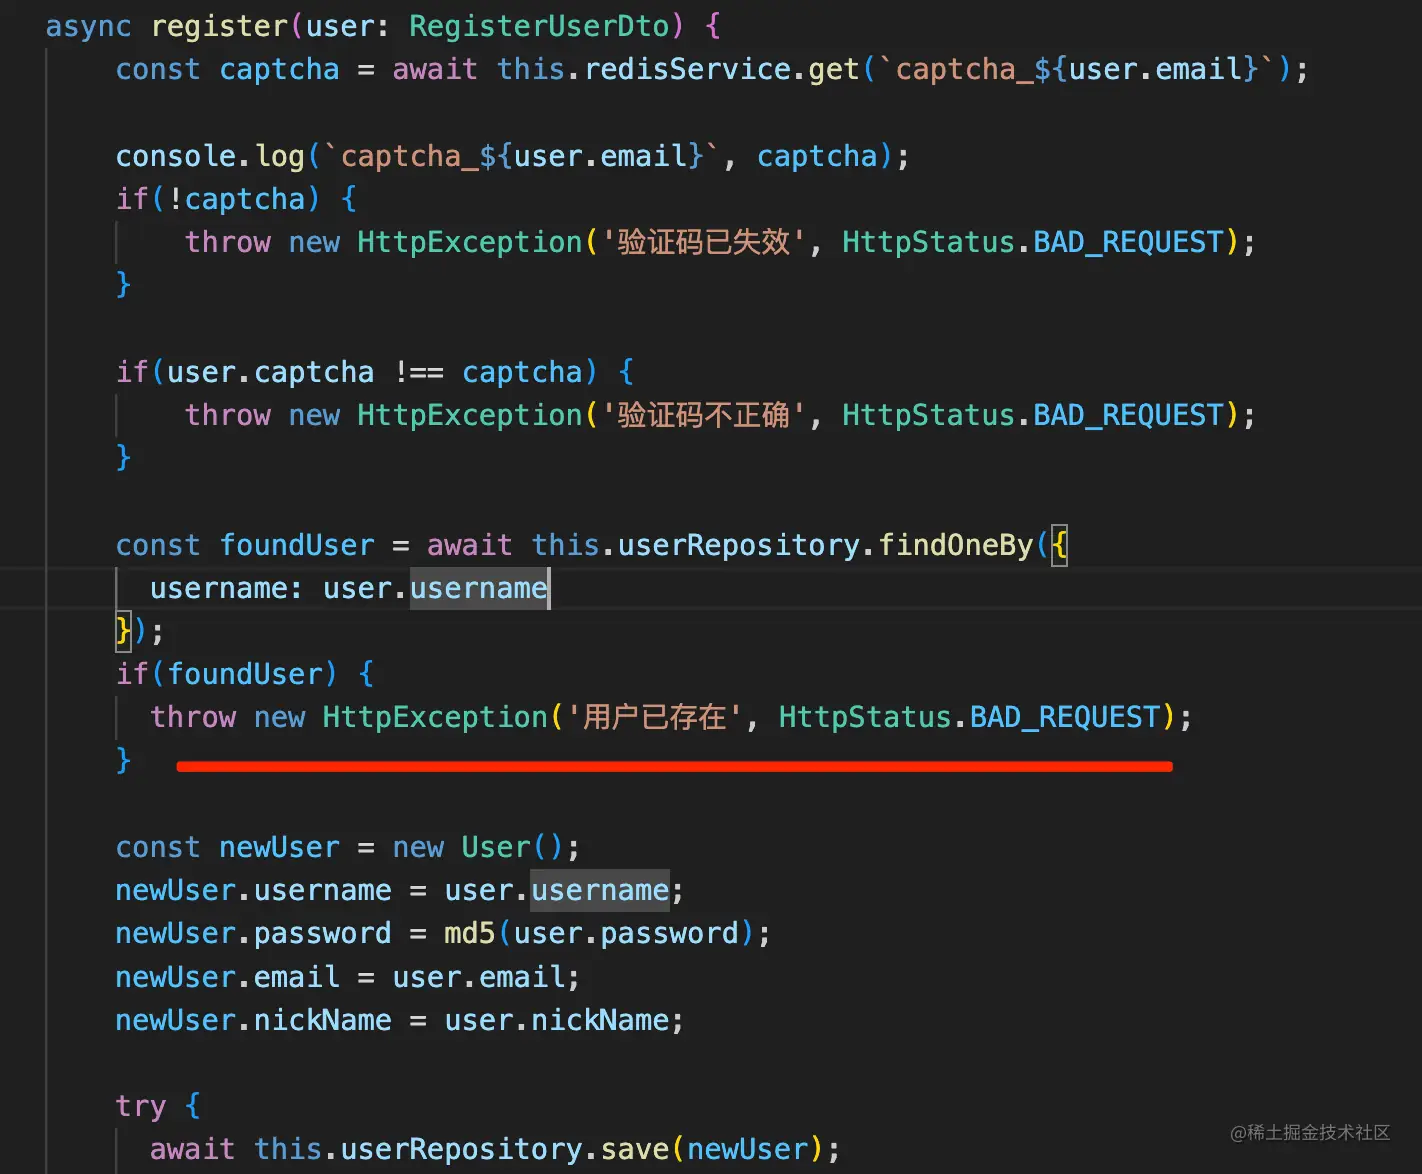 async register(user: RegisterUserDto) {
const captcha = await this.redisService.get(`captcha_${user.email}`);
console.log(`captcha_${user.email}`, captcha);
if(!captcha) {
throw new HttpException('验证码已失效', HttpStatus.BAD_REQUEST);
}
if(user.captcha !== captcha) {
throw new HttpException('验证码不正确', HttpStatus.BAD_REQUEST);
}
const foundUser = await this.userRepository.findOneBy({
username: user.username
});
if(foundUser) {
throw new HttpException('用户已存在', HttpStatus.BAD_REQUEST);
}
const newUser = new User();
newUser.username = user.username;
newUser.password = md5(user.password);
newUser.email = user.email;
newUser.nickName = user.nickName;
try {
await this.userRepository.save(newUser);
@稀土掘金技术社区